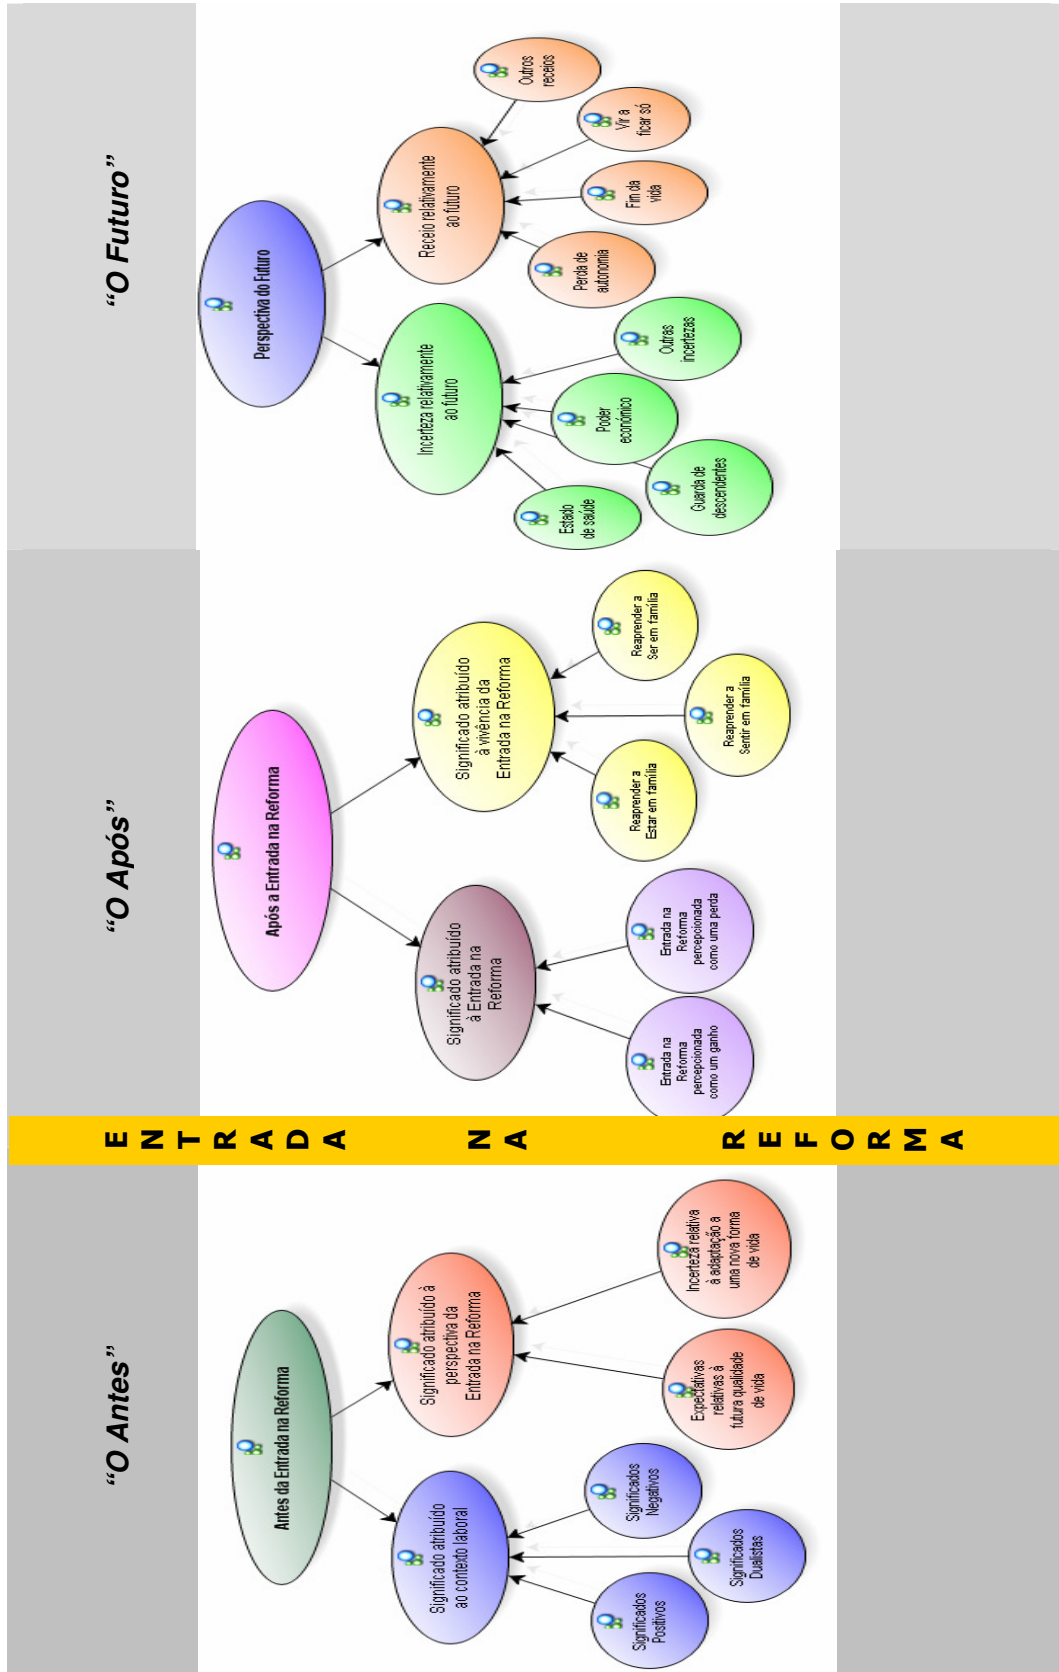 “O Antes”
Antes da Entrada na Reforma
Significado atribuído
ao contexto laboral
Significados
Positivos
Significados
Dualistas
Significados
Negativos
Significado atribuído à
perspectiva da
Entrada na Reforma
Expectativas
relativas à
futura qualidade
de vida
Incerteza relativa
à adaptação a
uma nova forma
de vida
ENTRADA NA REFORMA
“O Após”
Após a Entrada na Reforma
Significado atribuído
à Entrada na
Reforma
Entrada na
Reforma
percepcionada
como um ganho
Entrada na
Reforma
percepcionada
como uma perda
Significado atribuído
à vivência da
Entrada na Reforma
Reaprender a
Estar em família
Reaprender a
Sentir em família
Reaprender a
Ser em família
“O Futuro”
Perspectiva do Futuro
Incerteza relativamente
ao futuro
Estado
de saúde
Guarda de
descendentes
Poder
económico
Outras
incertezas
Receio relativamente
ao futuro
Perda de
autonomia
Fim da
vida
Vir a
ficar só
Outros
receios